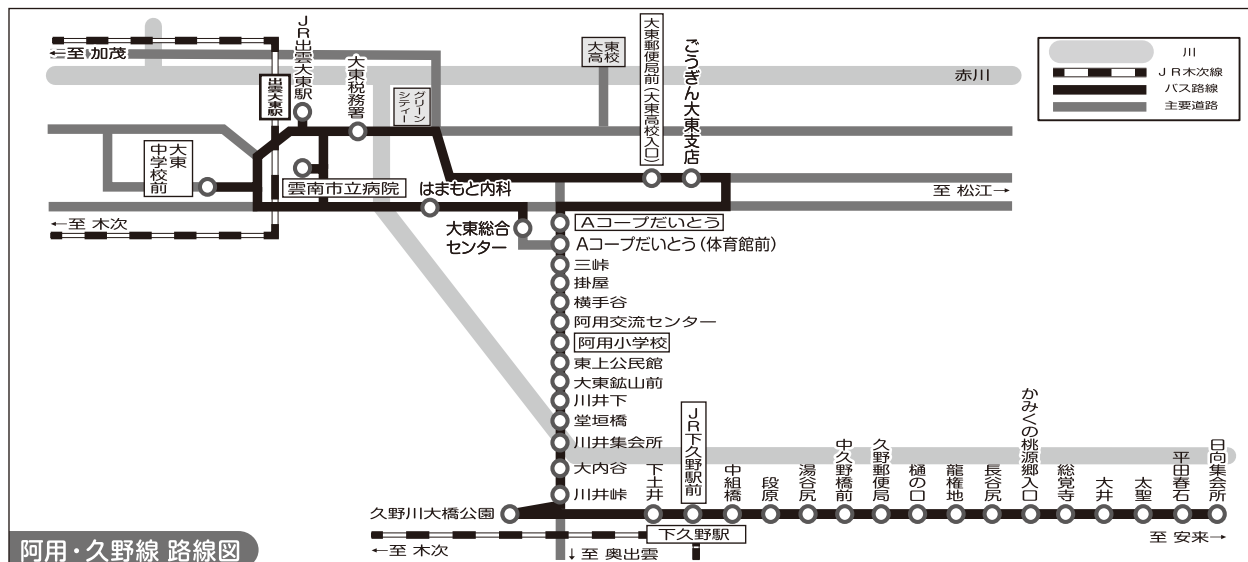 ←至 加茂
出雲大東駅
JR出雲大東駅
大東税務署
グリーン
シティー
大東
高校
大東郵便局前(大東高校入口)
ごうぎん大東支店
赤川
川
JR木次線
バス路線
主要道路
大東
中学校
前
雲南市立病院
はまもと内科
至 松江→
←至 木次
大東総合
センター
Aコープだいとう
Aコープだいとう(体育館前)
三峠
掛屋
横手谷
阿用交流センター
阿用小学校
東上公民館
大東鉱山前
川井下
堂垣橋
川井集会所
大内谷
川井峠
久野川大橋公園
下土井
JR下久野駅前
中組橋
段原
湯谷尻
中久野橋前
久野郵便局
樋の口
龍権地
長谷尻
かみくの桃源郷入口
総覚寺
大井
太聖
平田春石
日向集会所
下久野駅
←至 木次
↓至 奥出雲
至 安来→
阿用・久野線 路線図